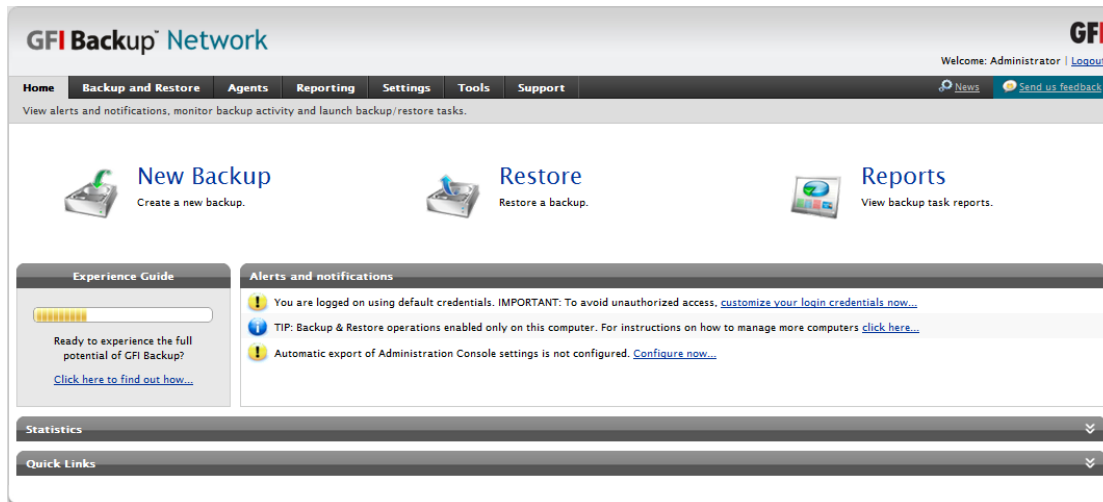 GFI Backup™ Network
GFI
Welcome: Administrator | Logout
Home Backup and Restore Agents Reporting Settings Tools Support News Send us feedback
View alerts and notifications, monitor backup activity and launch backup/restore tasks.
New Backup
Create a new backup.
Restore
Restore a backup.
Reports
View backup task reports.
Experience Guide
Ready to experience the full
potential of GFI Backup?
Click here to find out how...
Alerts and notifications
You are logged on using default credentials. IMPORTANT: To avoid unauthorized access, customize your login credentials now...
TIP: Backup & Restore operations enabled only on this computer. For instructions on how to manage more computers click here...
Automatic export of Administration Console settings is not configured. Configure now...
Statistics
Quick Links